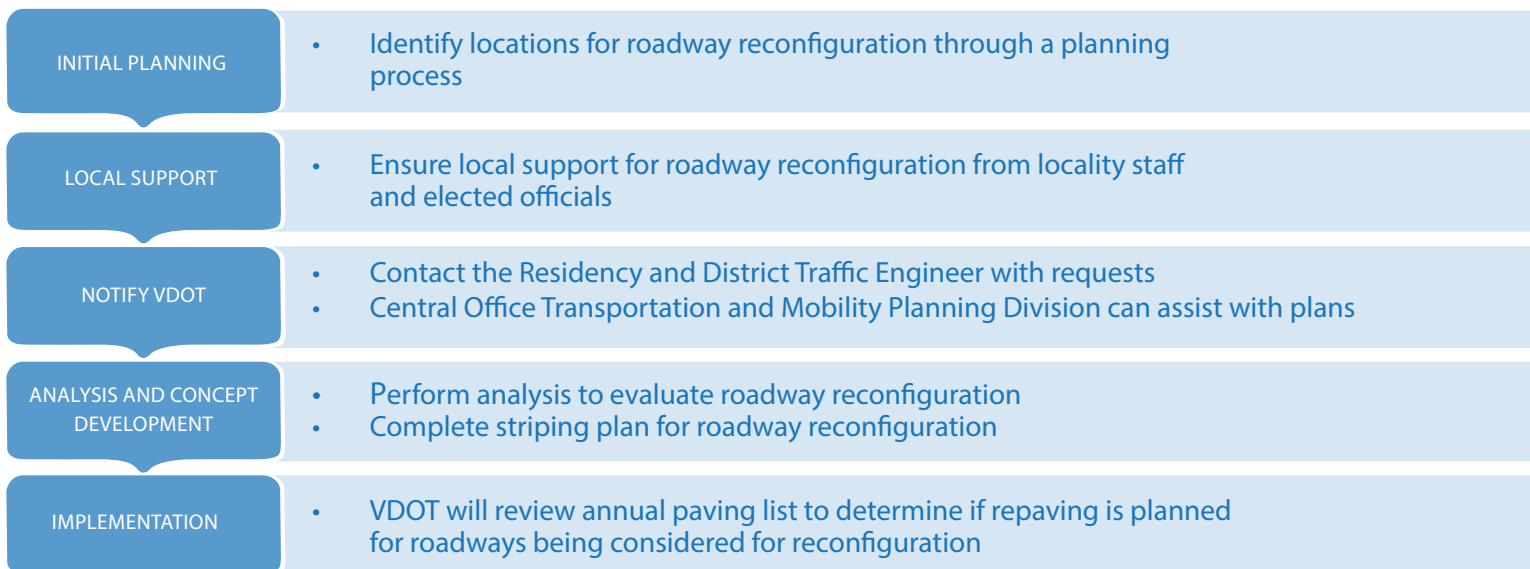 INITIAL PLANNING
• Identify locations for roadway reconfiguration through a planning
process
LOCAL SUPPORT
• Ensure local support for roadway reconfiguration from locality staff
and elected officials
NOTIFY VDOT
• Contact the Residency and District Traffic Engineer with requests
• Central Office Transportation and Mobility Planning Division can assist with plans
ANALYSIS AND CONCEPT
DEVELOPMENT
• Perform analysis to evaluate roadway reconfiguration
• Complete striping plan for roadway reconfiguration
IMPLEMENTATION
• VDOT will review annual paving list to determine if repaving is planned
for roadways being considered for reconfiguration